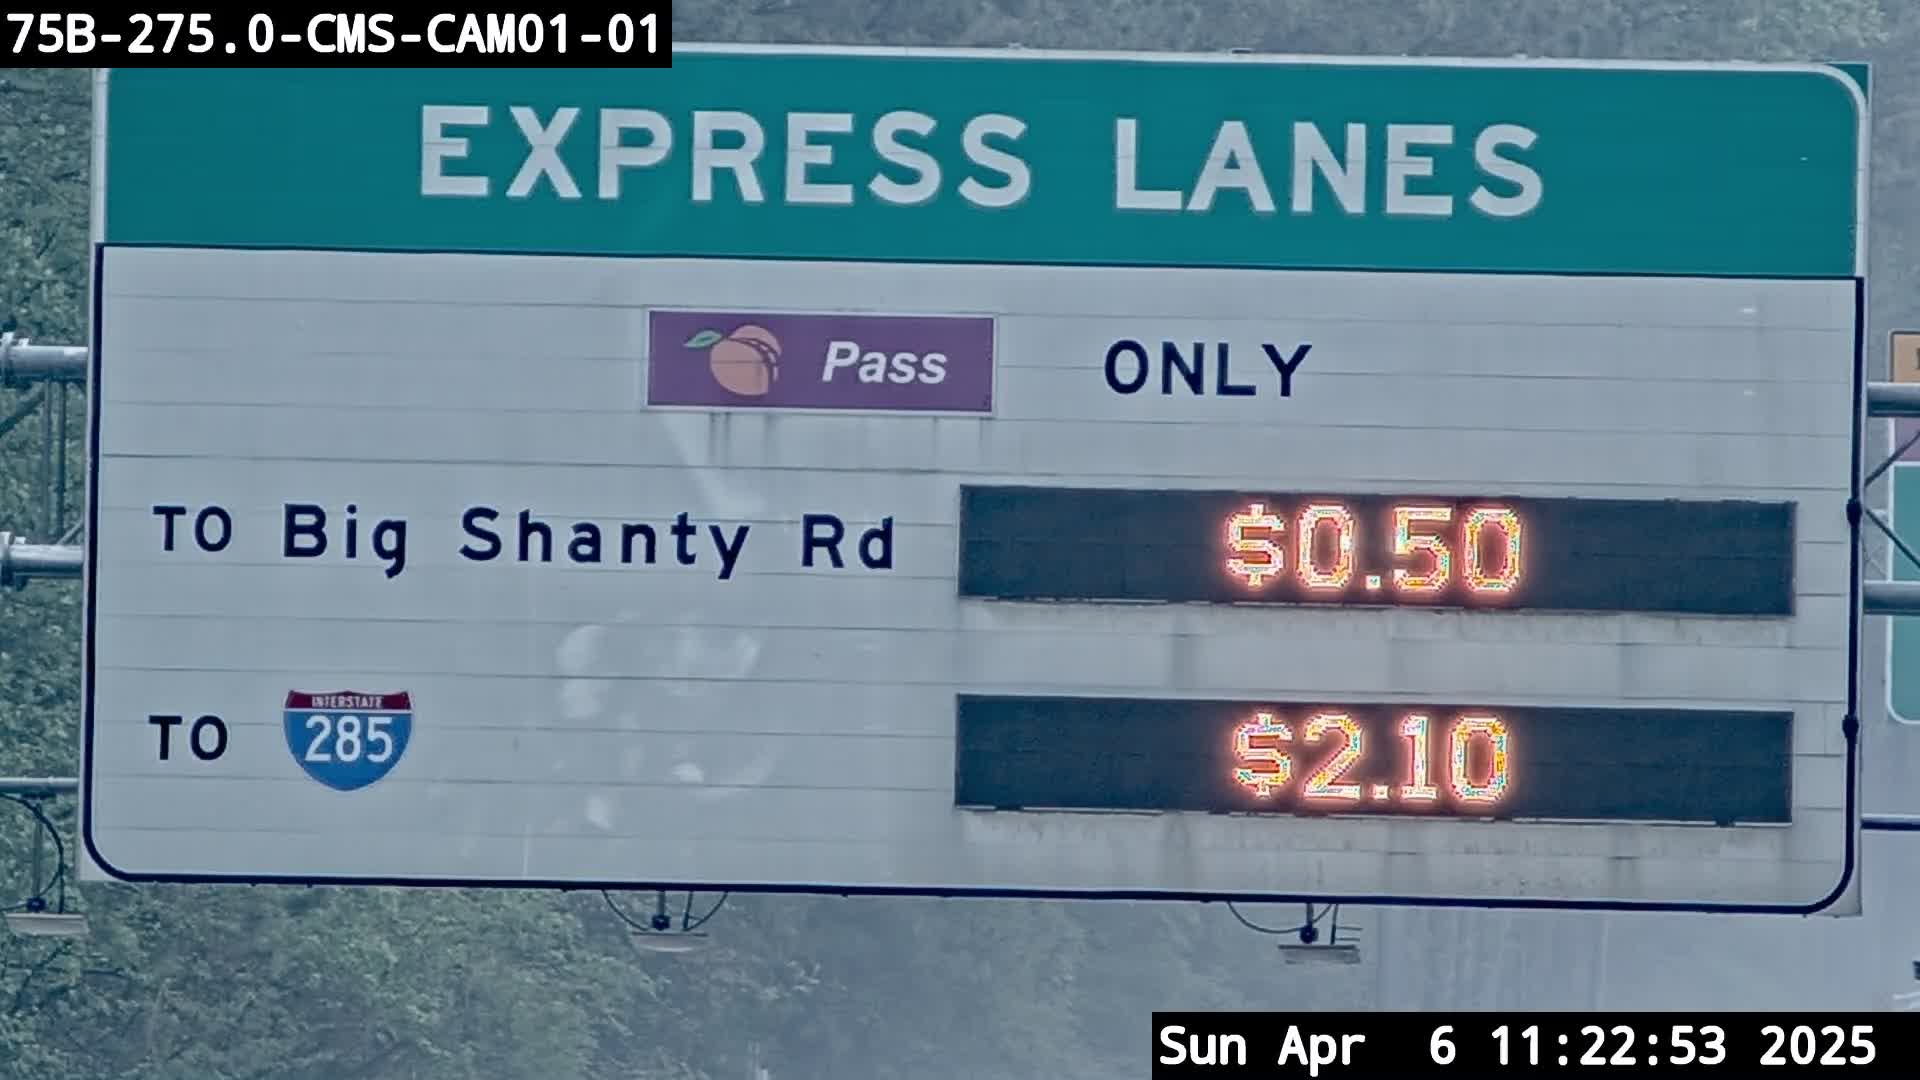 75B-275.0-CMS-CAM01-01
EXPRESS LANES
Pass ONLY
TO Big Shanty Rd $0.50
INTERSTATE
TO 285 $2.10
Sun Apr 6 11:22:53 2025